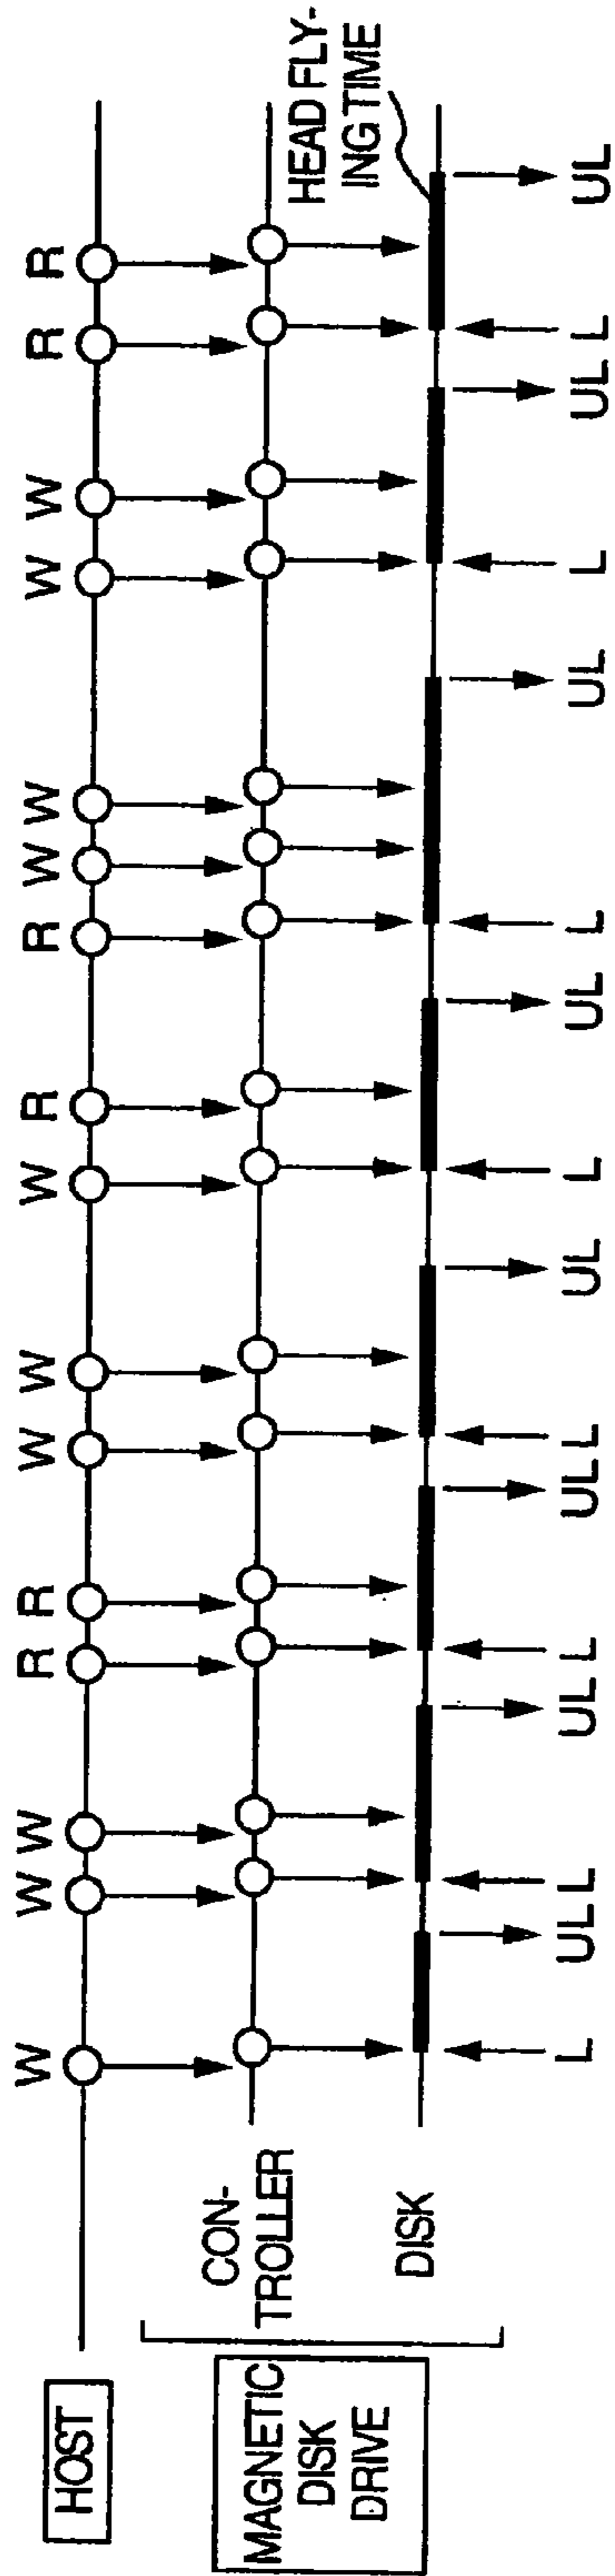 HOST W W W R R W W W R R W W W W R R
MAGNETIC
DISK
DRIVE
CON-
TROLLER
DISK
HEAD FLY-
ING TIME
L UL L UL L UL L UL L UL L UL L UL L UL